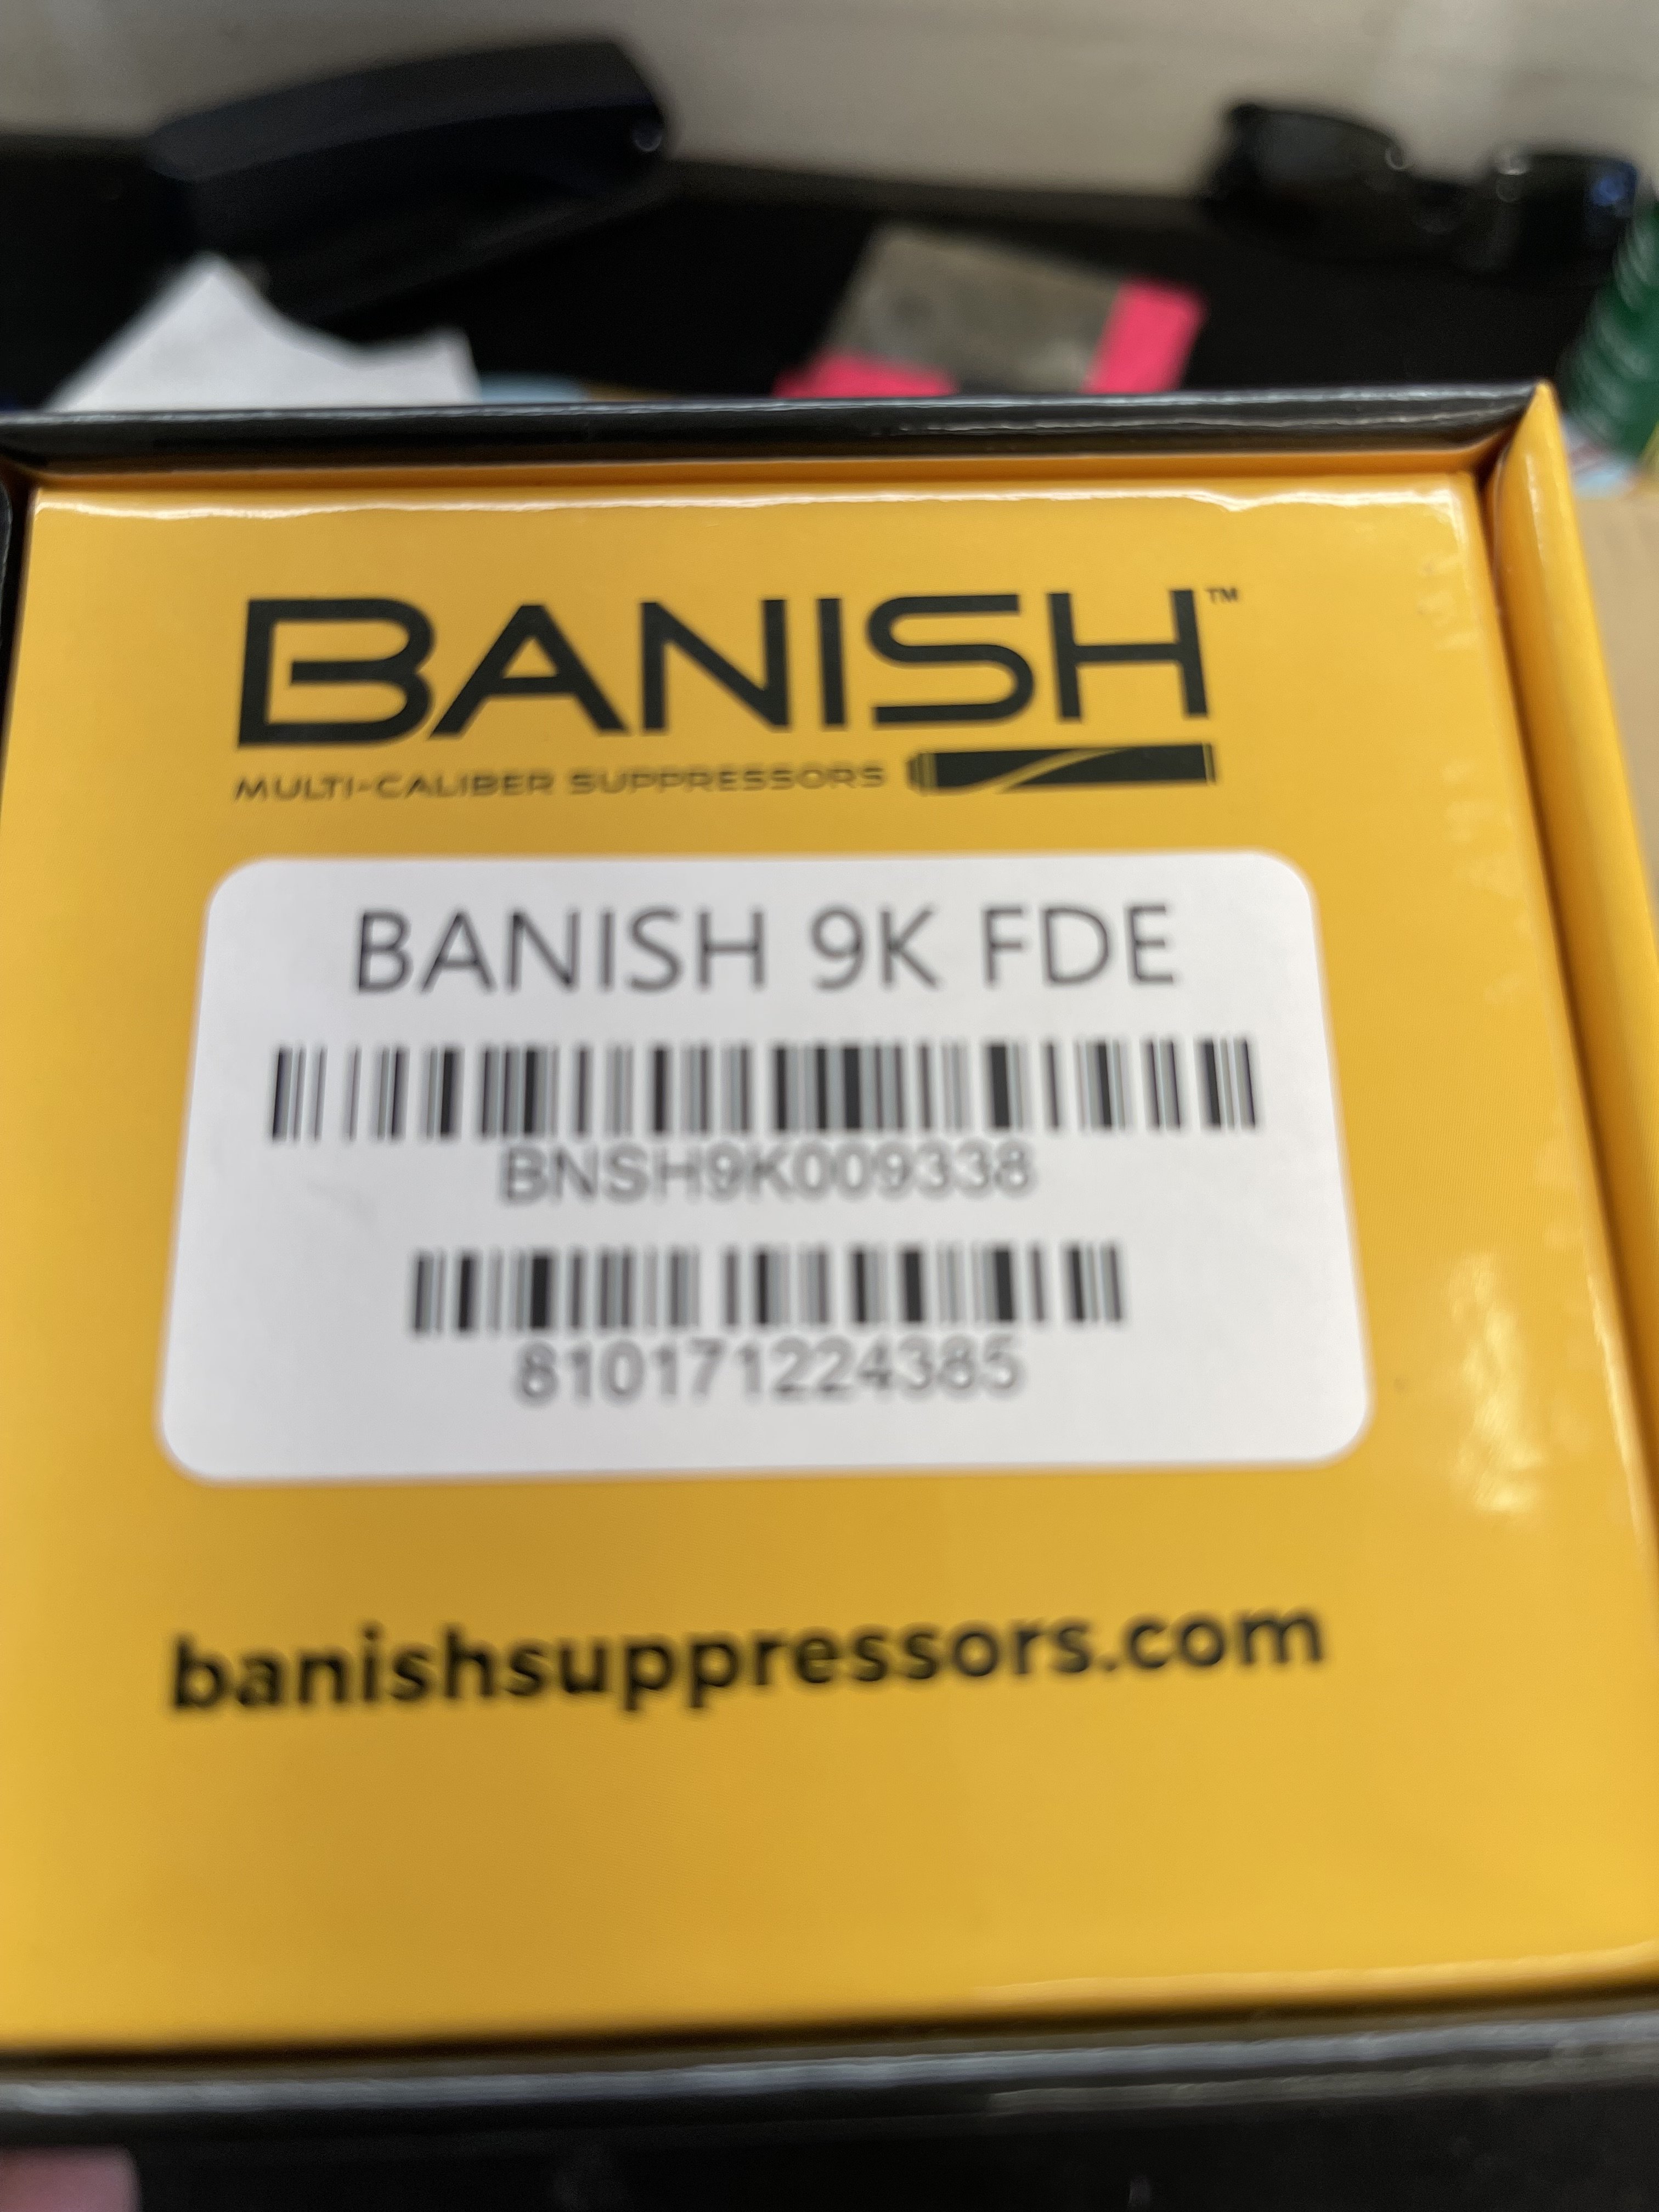 BANISH™
MULTI-CALIBER SUPPRESSORS
BANISH 9K FDE
BNSH9K009338
810171224385
banishsuppressors.com